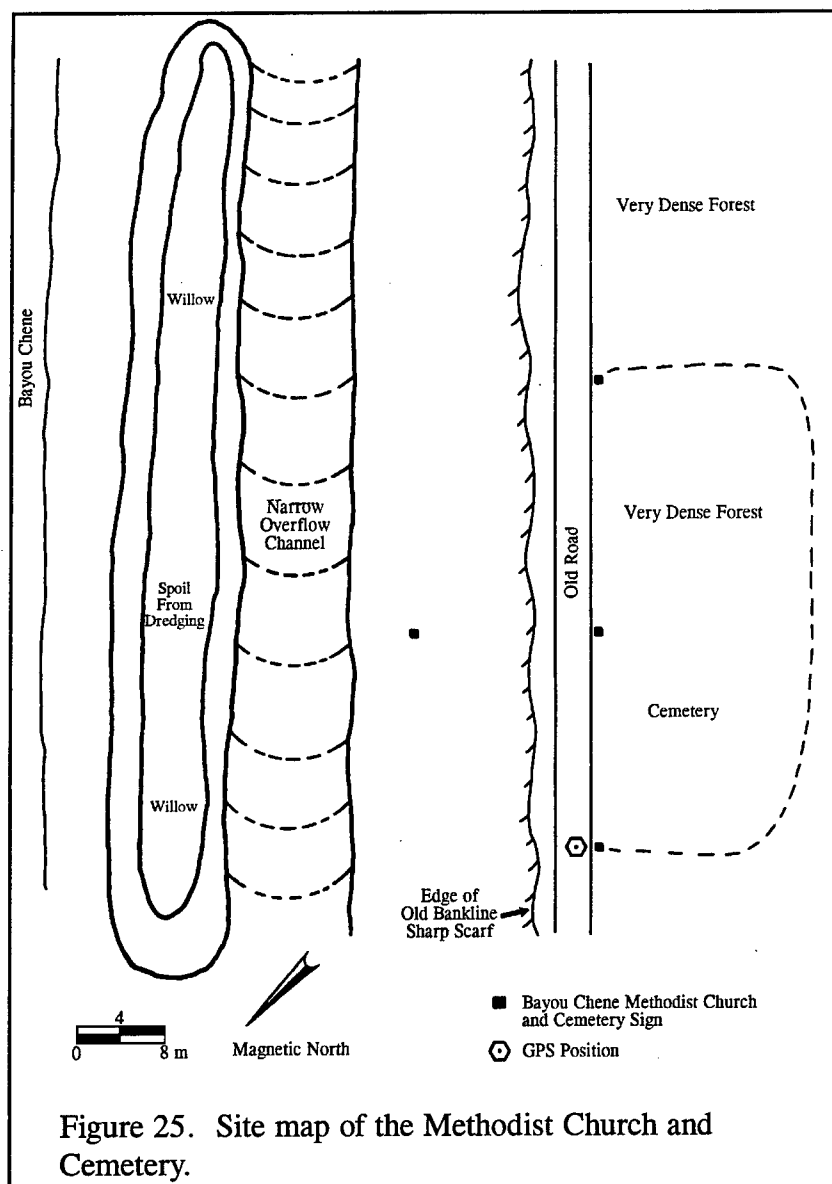 Bayou Chene
Willow
Spoil
From
Dredging
Willow
Narrow
Overflow
Channel
Old Road
Very Dense Forest
Very Dense Forest
Cemetery
Edge of
Old Bankline
Sharp Scarf
4
0 8 m
Magnetic North
Bayou Chene Methodist Church
and Cemetery Sign
GPS Position
Figure 25. Site map of the Methodist Church and
Cemetery.